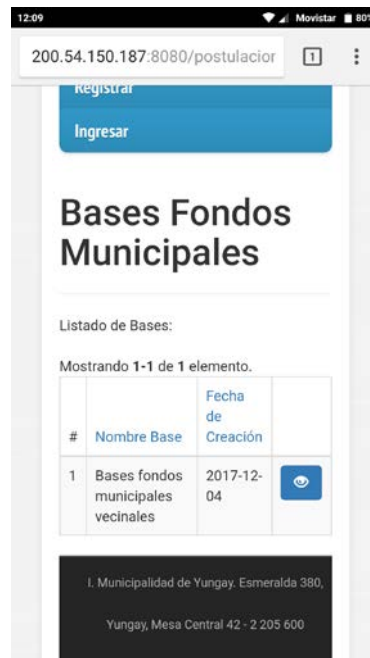 12:09 Movistar 80%
200.54.150.187:8080/postulacior 1
Registrar
Ingresar
Bases Fondos
Municipales
Listado de Bases:
Mostrando 1-1 de 1 elemento.
# Nombre Base Fecha de Creación
1 Bases fondos municipales vecinales 2017-12-04
I. Municipalidad de Yungay. Esmeralda 380,
Yungay, Mesa Central 42 - 2 205 600